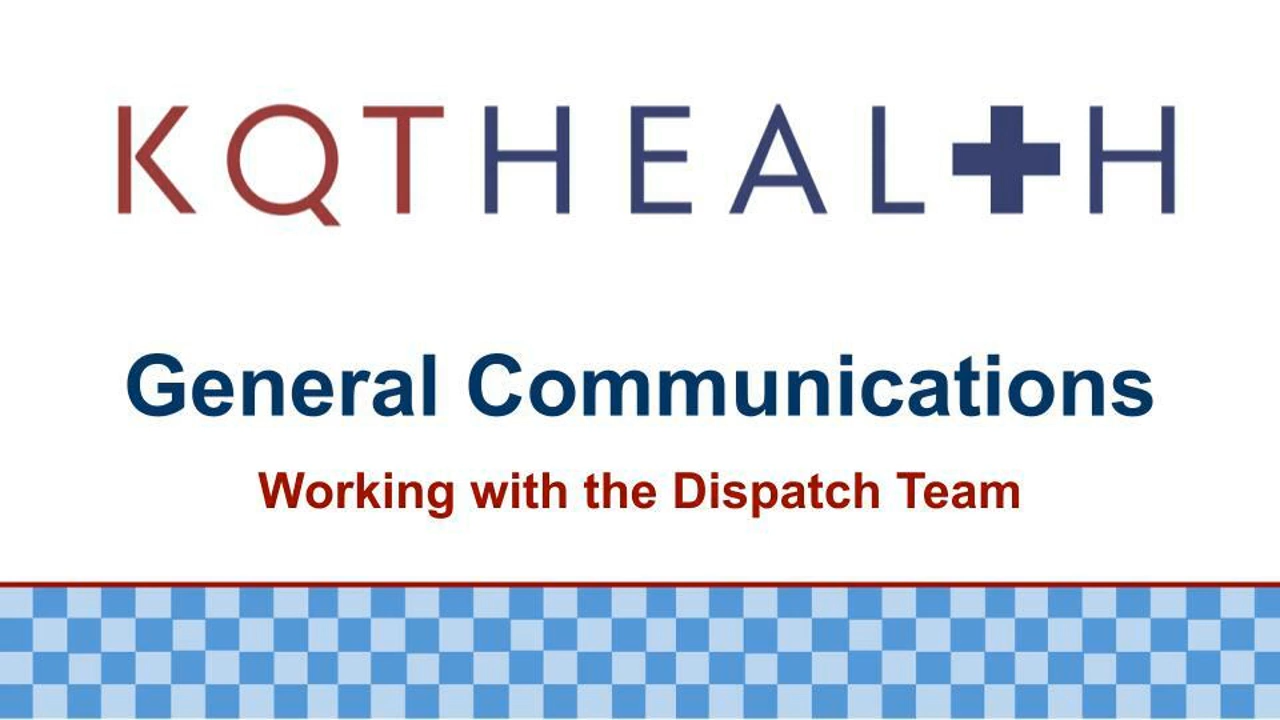 KQTHEALTH
General Communications
Working with the Dispatch Team